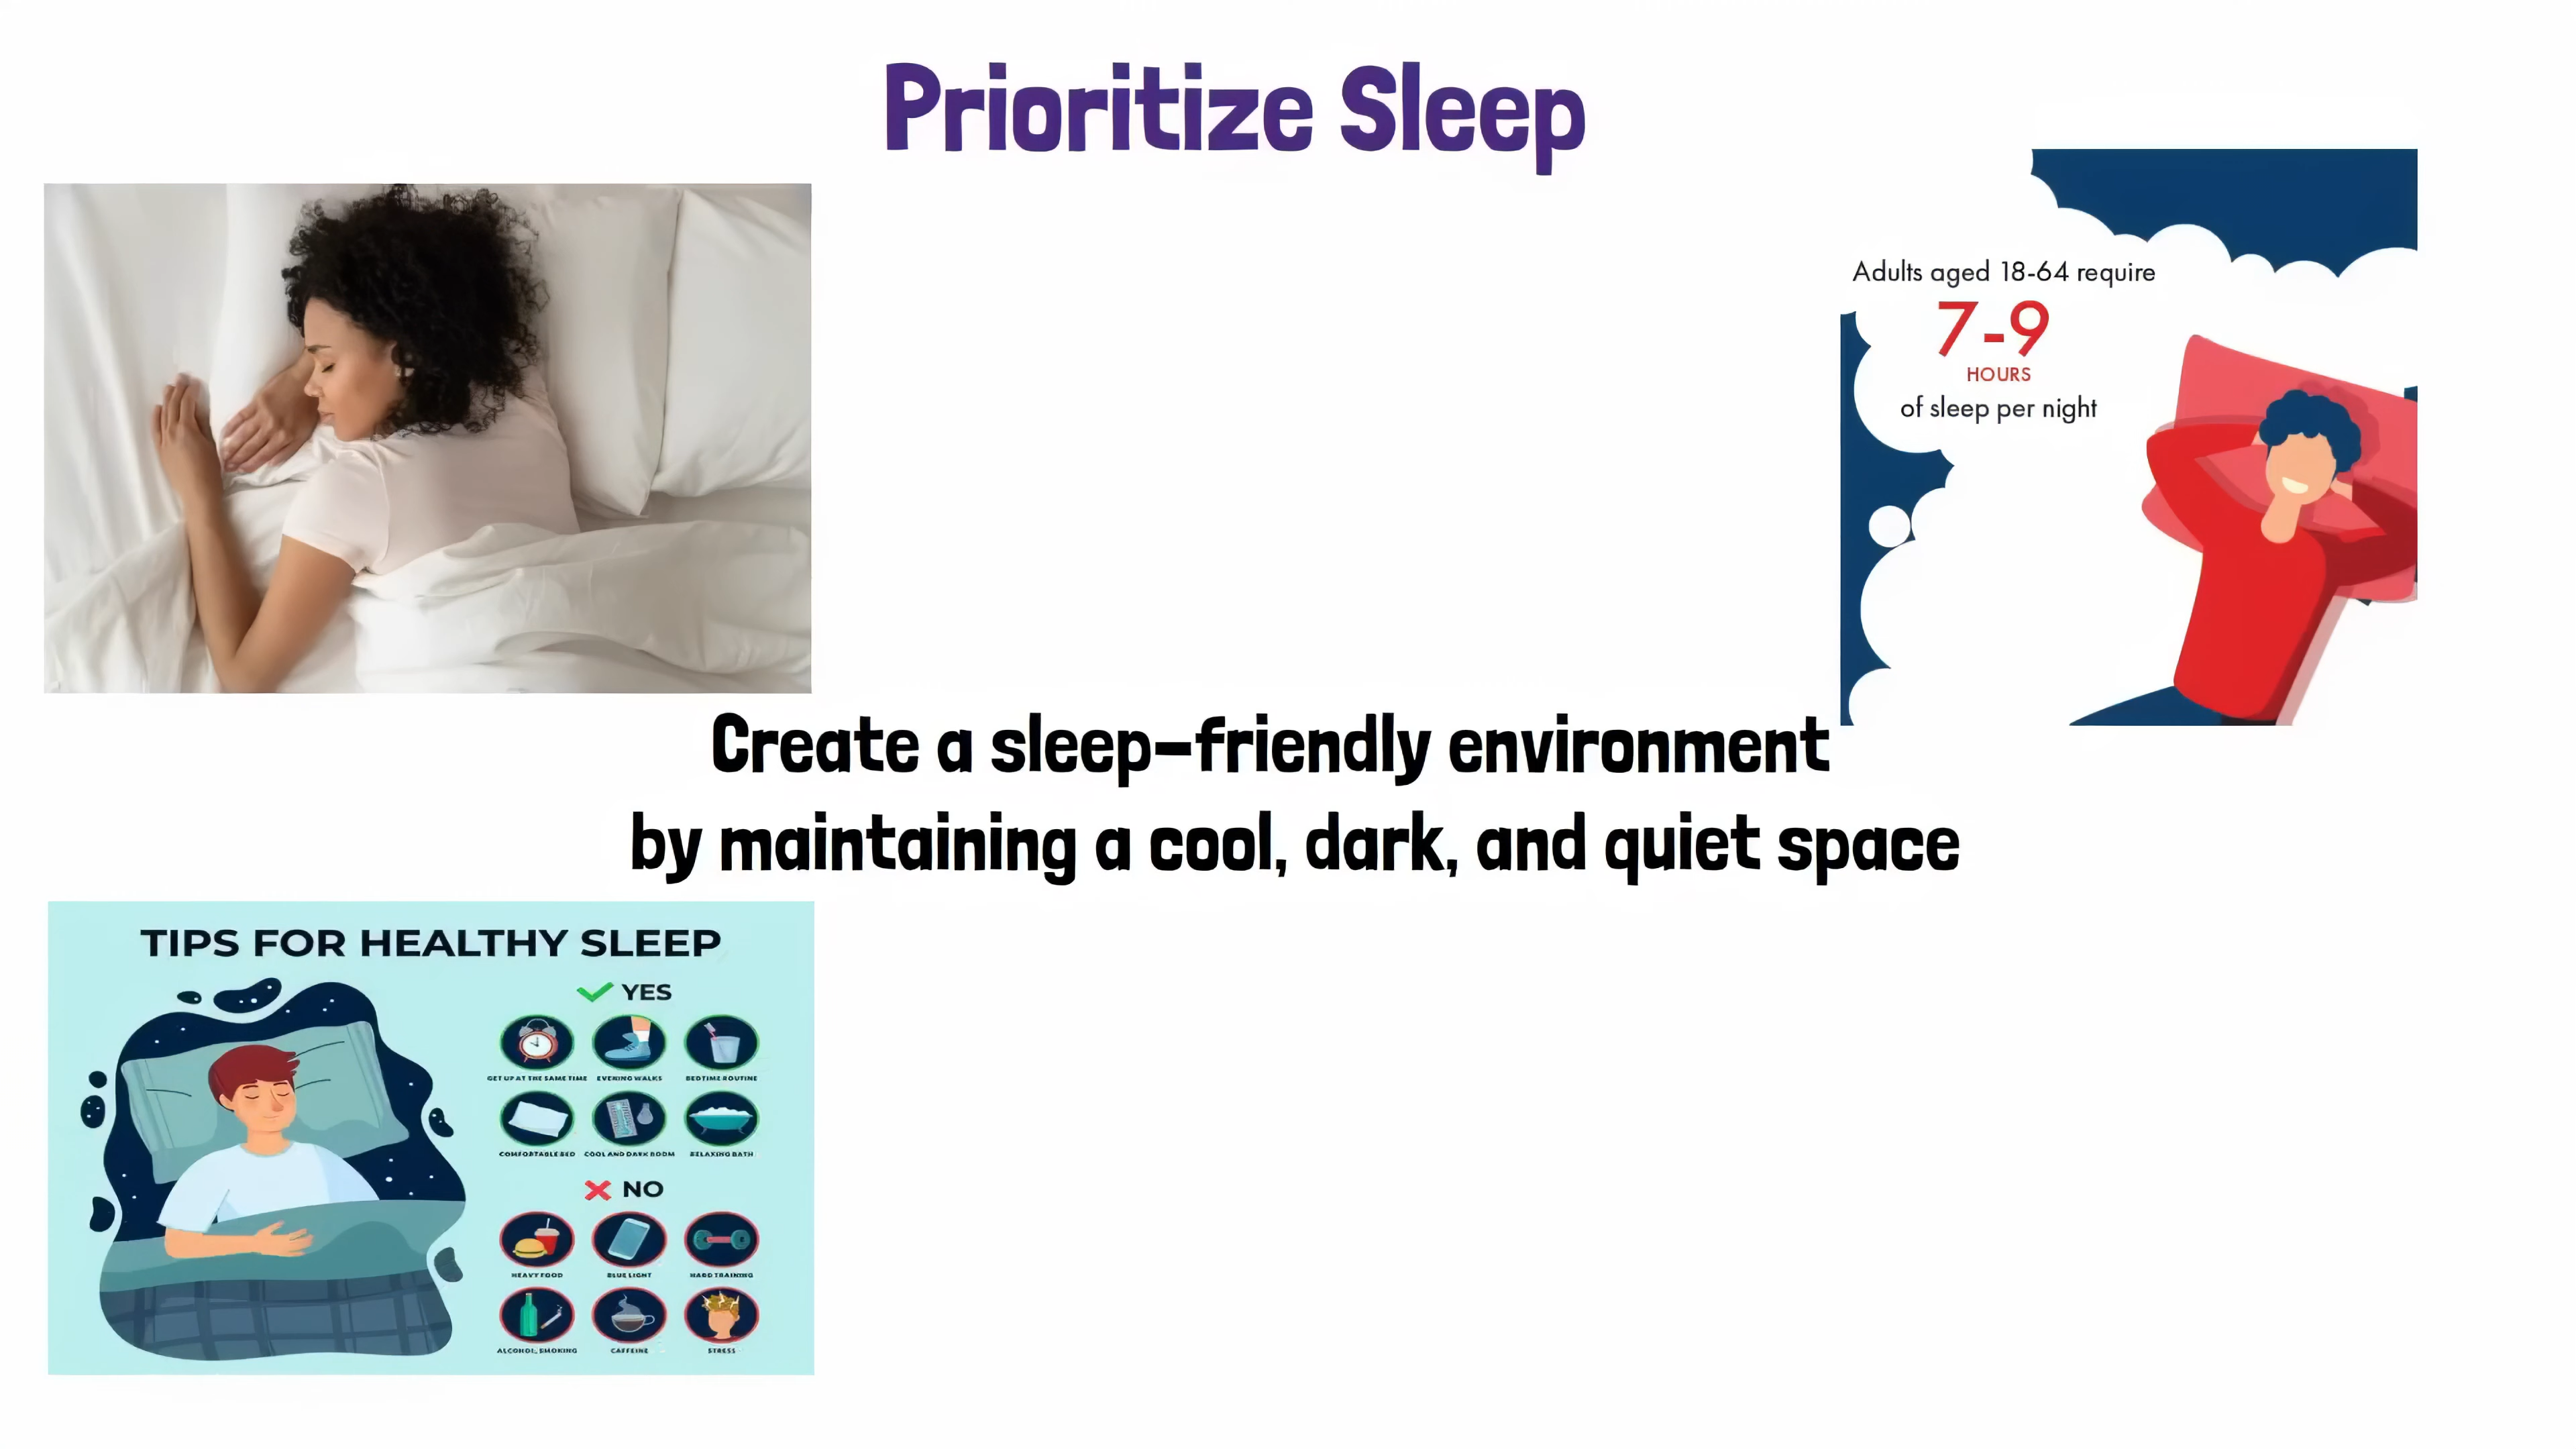 Prioritize Sleep
Adults aged 18-64 require
7-9
HOURS
of sleep per night
Create a sleep-friendly environment
by maintaining a cool, dark, and quiet space
TIPS FOR HEALTHY SLEEP
YES
GET UP AT THE SAME TIME
EVENING WALKS
BEDTIME ROUTINE
COMFORTABLE BED
COOL AND DARK ROOM
RELAXING BATH
NO
HEAVY FOOD
BLUE LIGHT
HARD TRAINING
ALCOHOL, SMOKING
CAFFEINE
STRESS